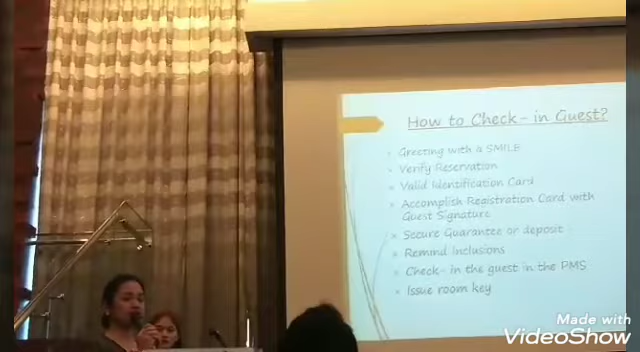 How to Check - in Guest?
Greeting with a SMILE
Verify Reservation
Valid Identification Card
Accomplish Registration Card with
Guest Signature
Secure Guarantee or deposit
Remind Inclusions
Check- in the guest in the PMS
Issue room key
Made with
VideoShow